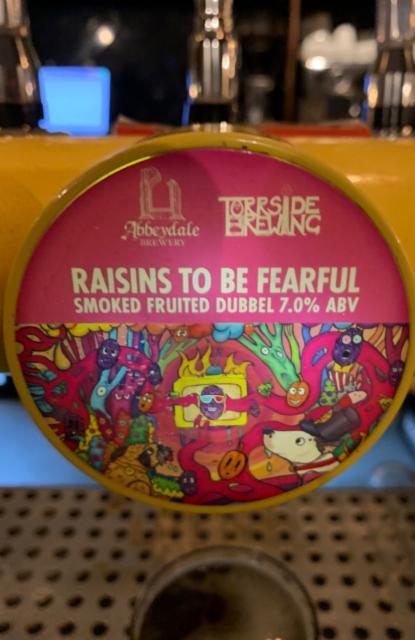 Abbeydale
BREWERY
TORRSIDE
BREWING
RAISINS TO BE FEARFUL
SMOKED FRUITED DUBBEL 7.0% ABV